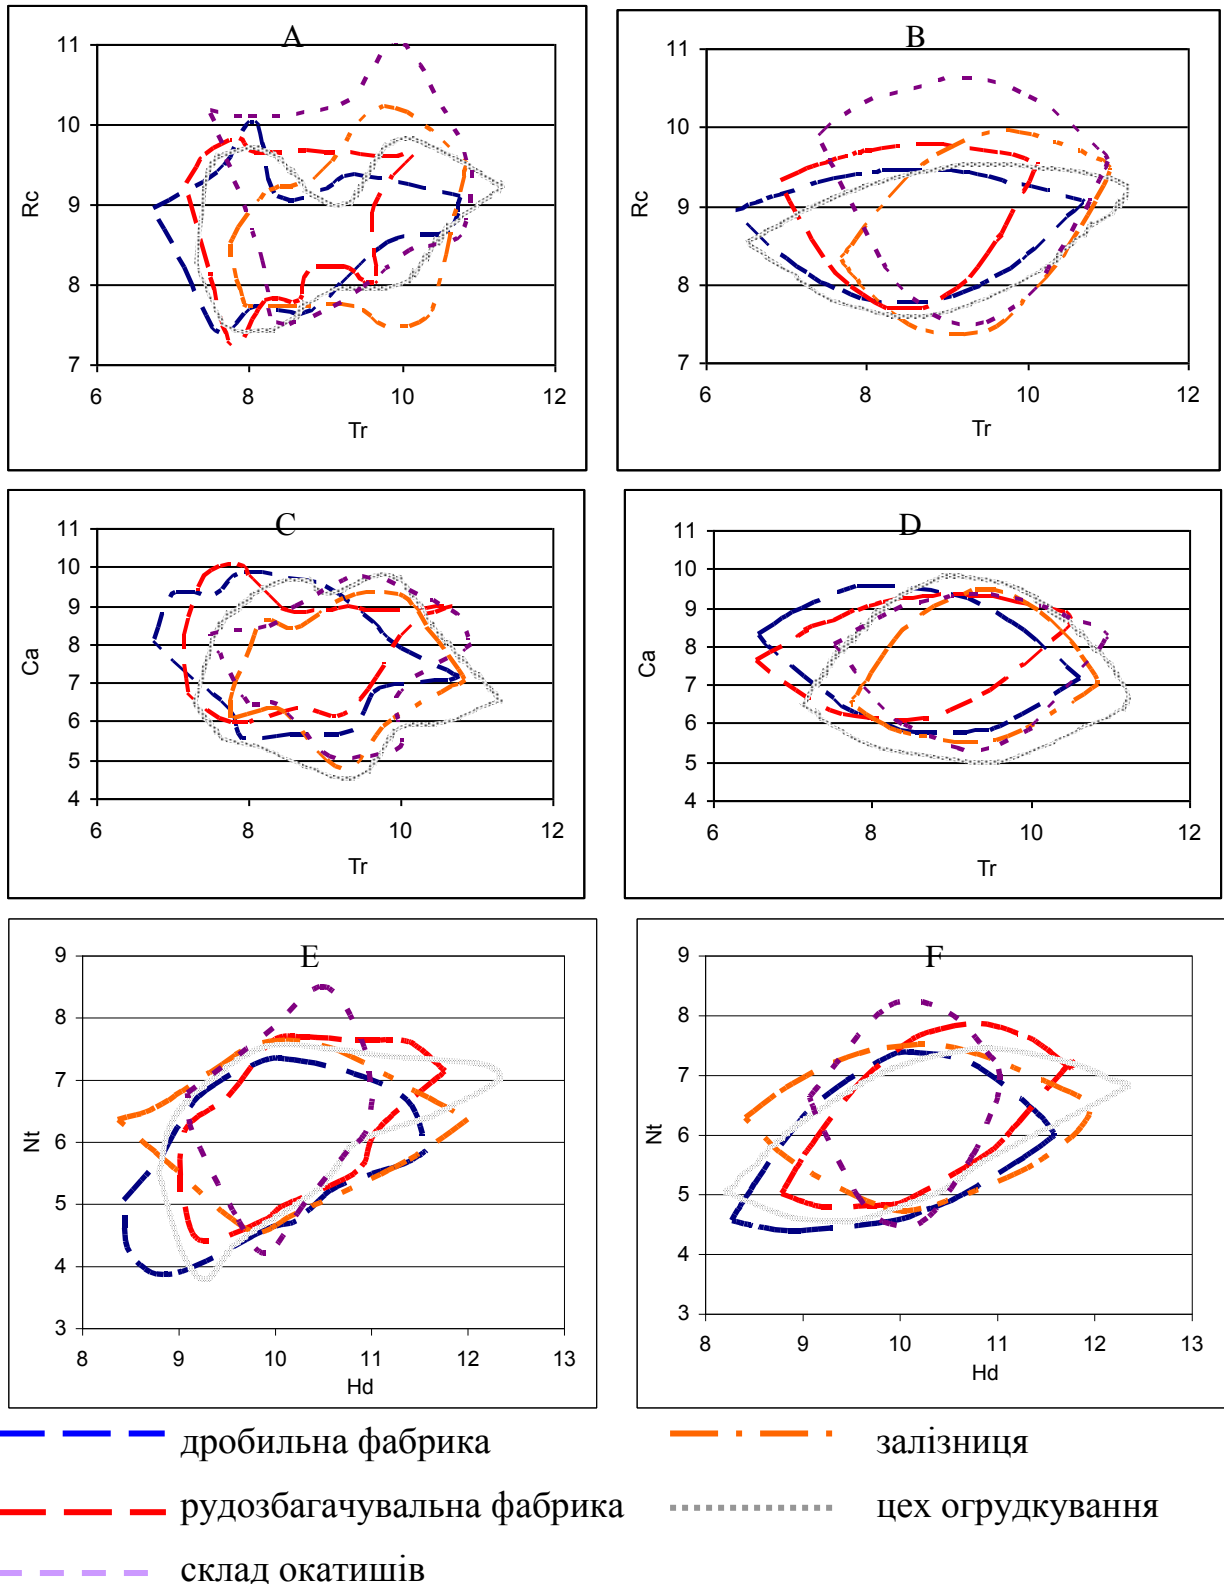 A
11
10
9
8
7
Rc
6
8
10
12
Tr
B
11
10
9
8
7
Rc
6
8
10
12
Tr
C
11
10
9
8
7
6
5
4
Ca
6
8
10
12
Tr
D
11
10
9
8
7
6
5
4
Ca
6
8
10
12
Tr
E
9
8
7
6
5
4
3
Nt
8
9
10
11
12
13
Hd
F
9
8
7
6
5
4
3
Nt
8
9
10
11
12
13
Hd
дробильна фабрика
залізниця
рудозбагачувальна фабрика
цех огрудкування
склад окатишів